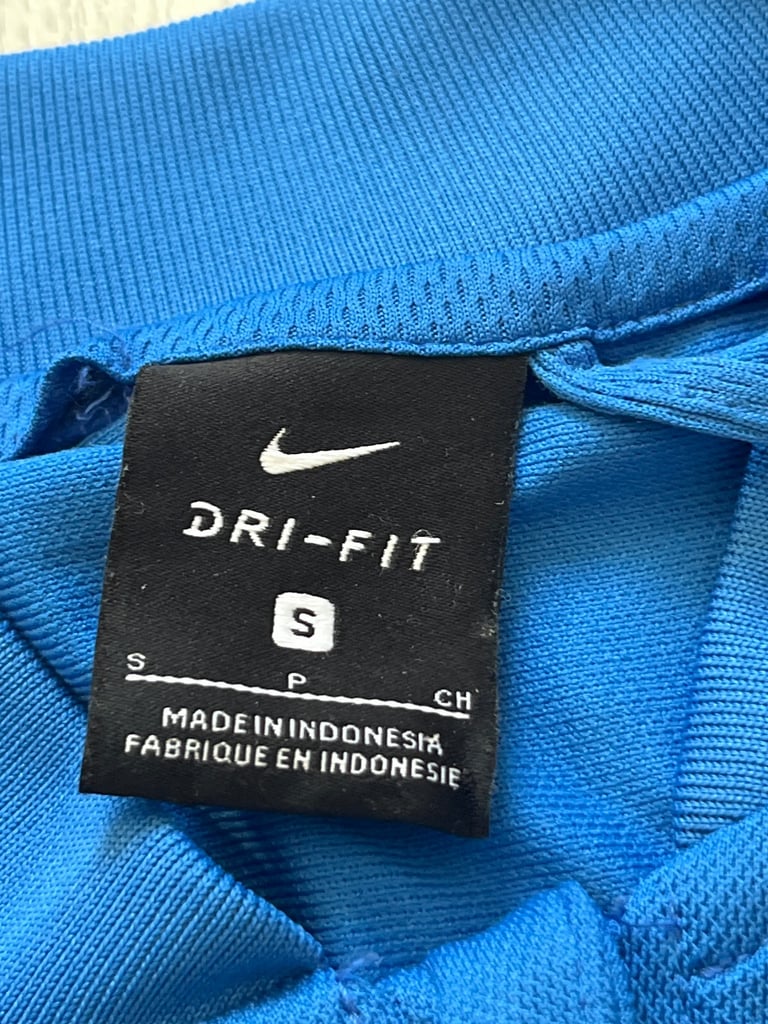 DRI-FIT
S
S P CH
MADE IN INDONESIA
FABRIQUE EN INDONESIE